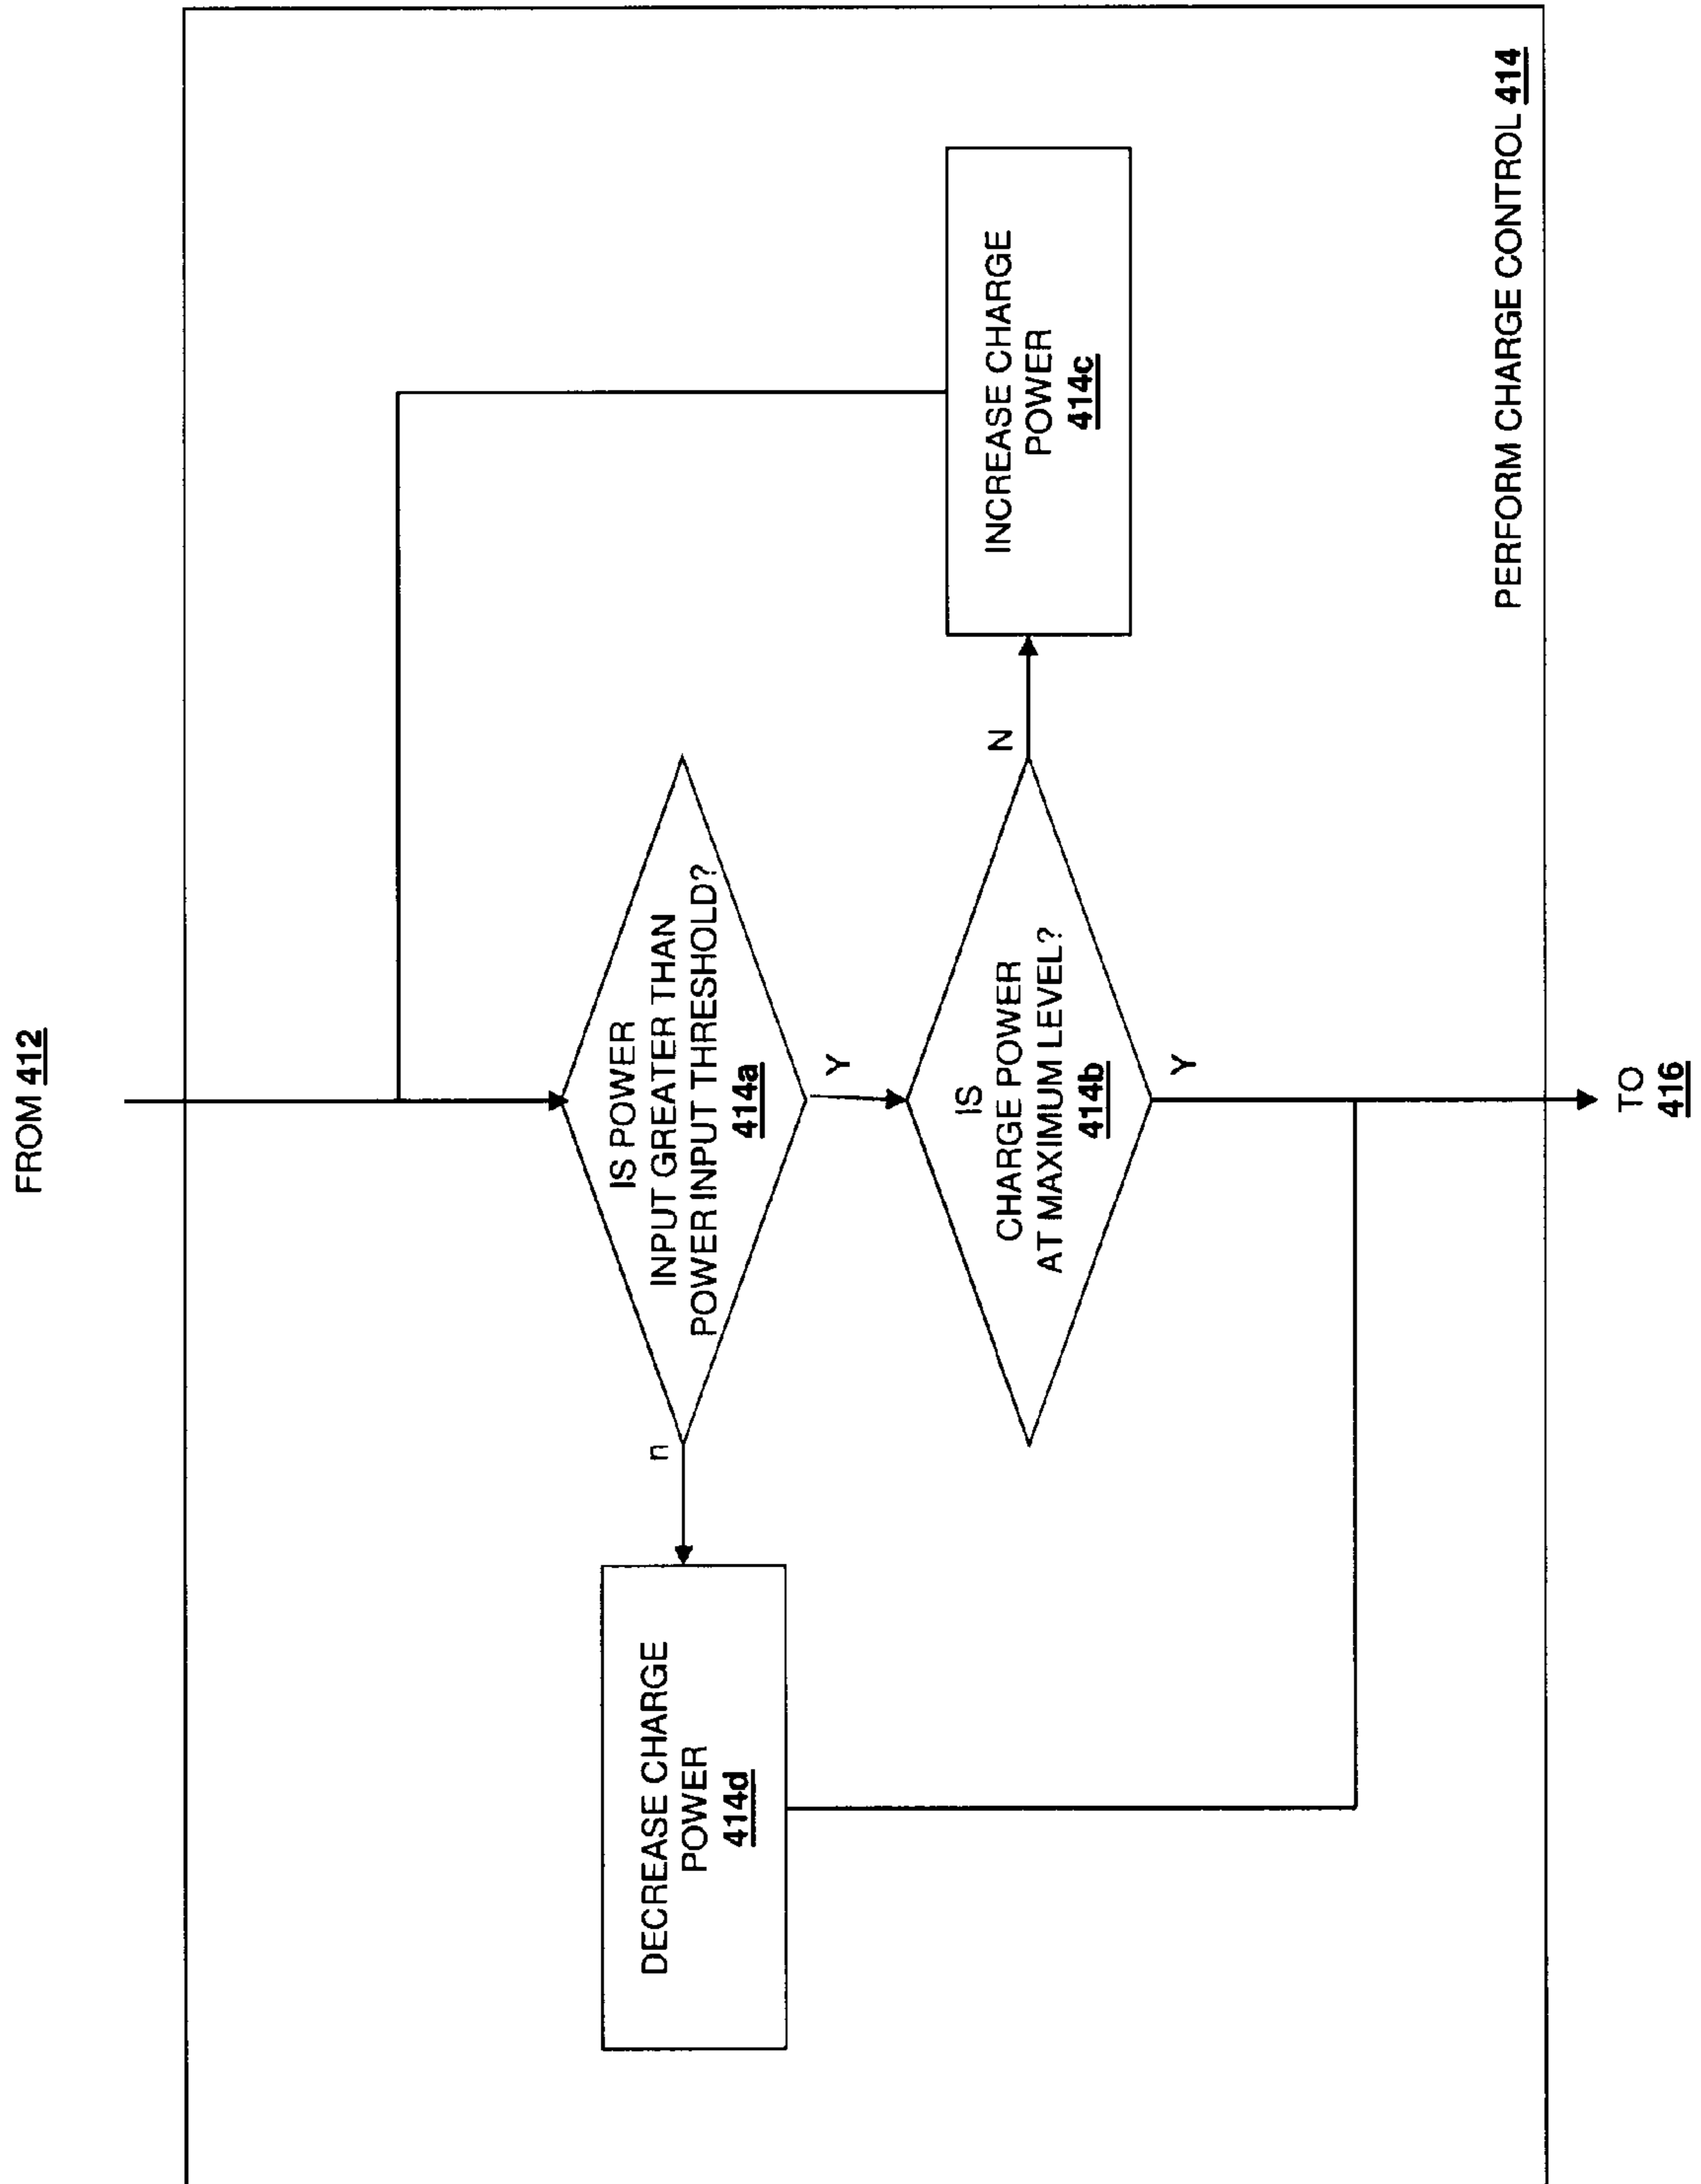 FROM 412
IS POWER
INPUT GREATER THAN
POWER INPUT THRESHOLD?
414a
n
DECREASE CHARGE
POWER
414d
Y
IS
CHARGE POWER
AT MAXIMUM LEVEL?
414b
N
INCREASE CHARGE
POWER
414c
Y
PERFORM CHARGE CONTROL 414
TO
416